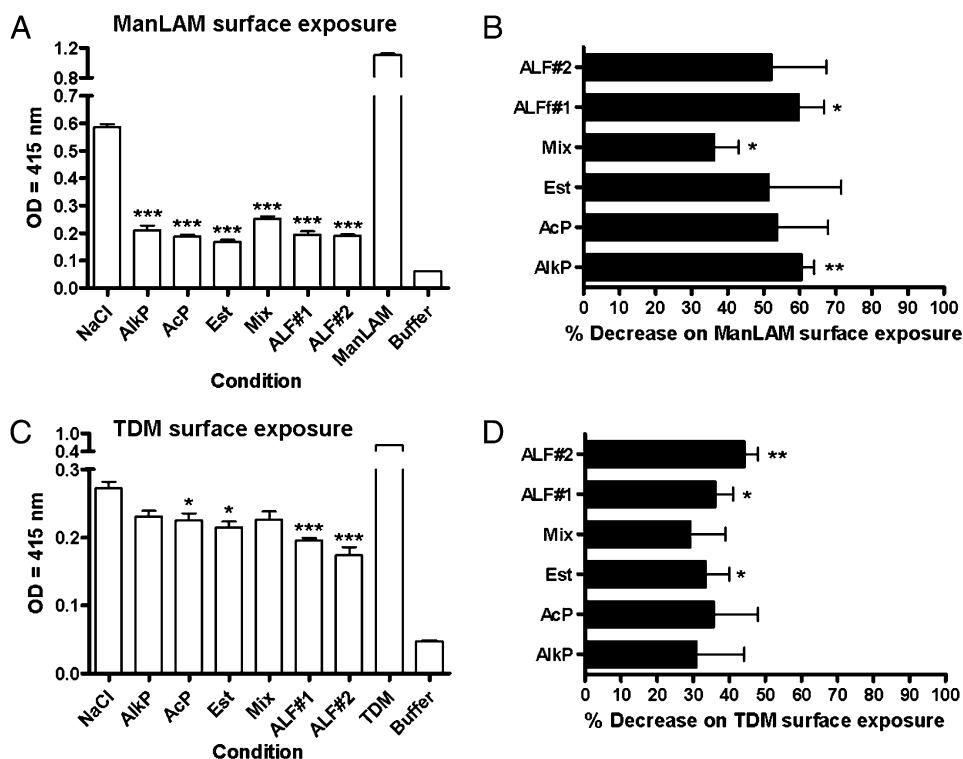 A
ManLAM surface exposure
OD = 415 nm
1.2
0.8
0.7
0.6
0.5
0.4
0.3
0.2
0.1
0.0
*** *** *** *** *** ***
NaCl AlkP AcP Est Mix ALF#1 ALF#2 ManLAM Buffer
Condition
B
ALF#2
ALFf#1 *
Mix *
Est
AcP
AlkP **
0 10 20 30 40 50 60 70 80 90 100
% Decrease on ManLAM surface exposure
C
TDM surface exposure
OD = 415 nm
1.0
0.4
0.3
0.2
0.1
0.0
* * *** ***
NaCl AlkP AcP Est Mix ALF#1 ALF#2 TDM Buffer
Condition
D
ALF#2 **
ALF#1 *
Mix
Est *
AcP
AlkP
0 10 20 30 40 50 60 70 80 90 100
% Decrease on TDM surface exposure